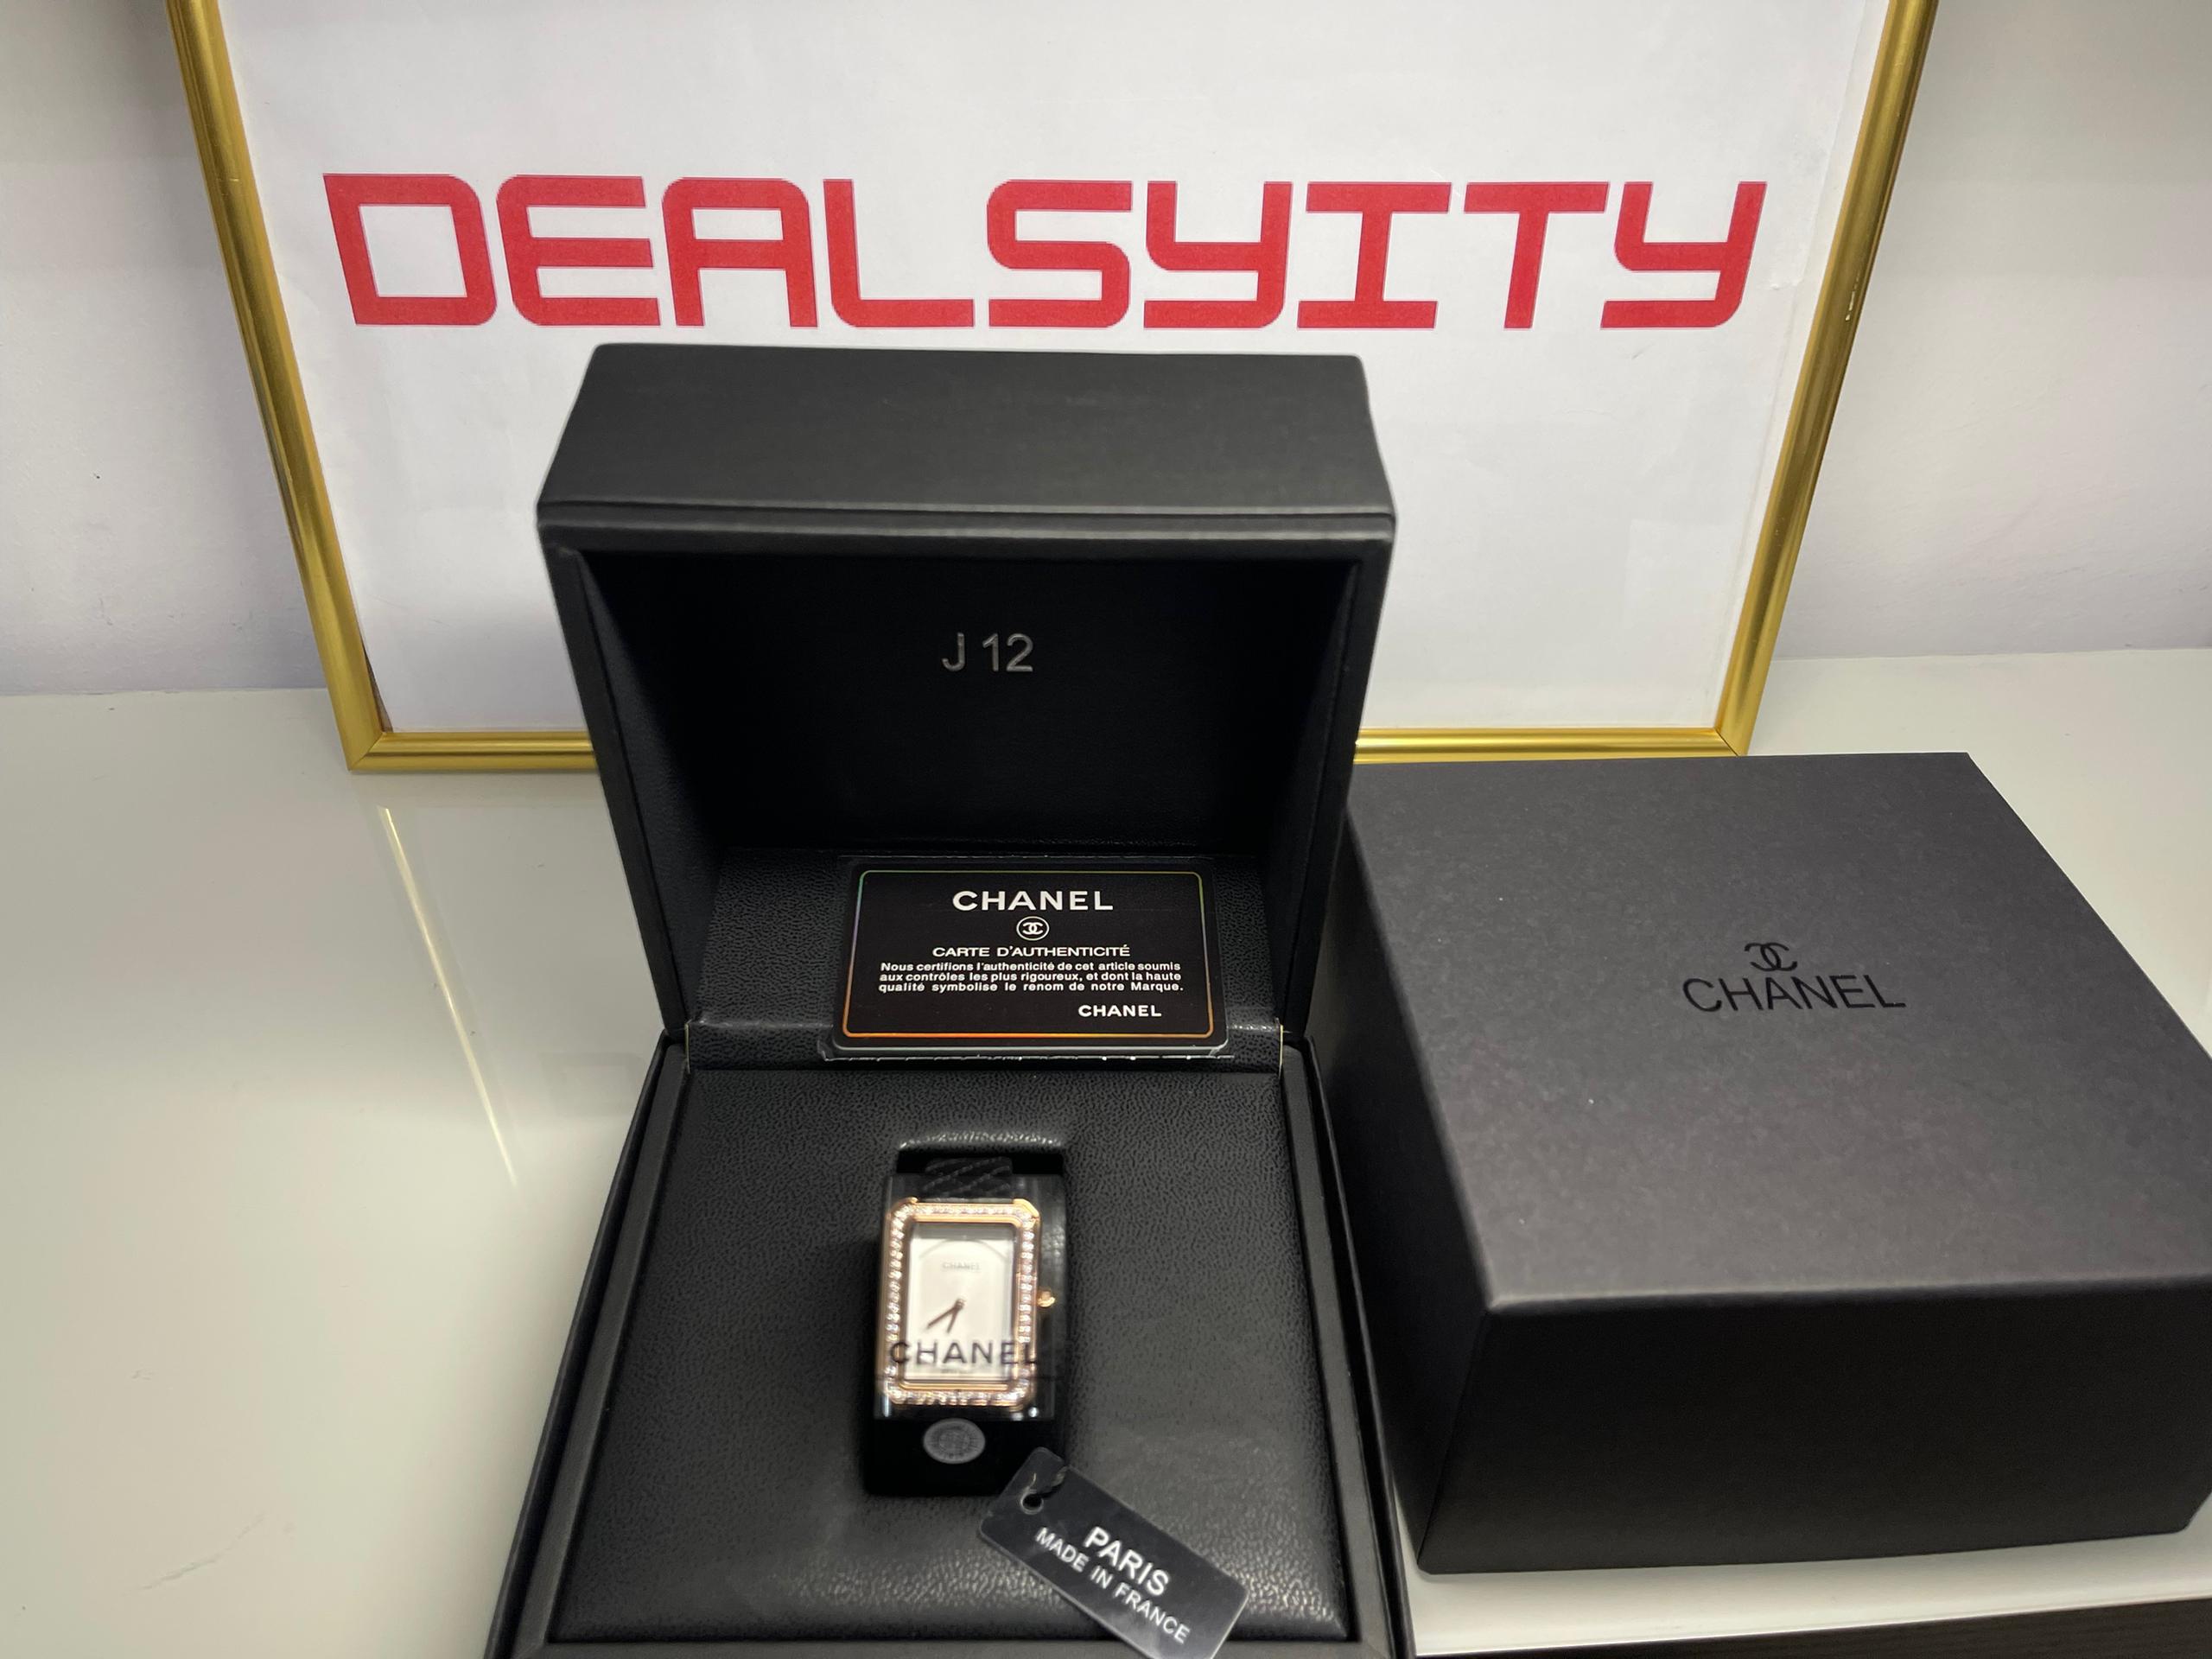 DEALSYITY
J12
CHANEL
CARTE D'AUTHENTICITÉ
Nous certifions l'authenticité de cet article soumis
aux contrôles les plus rigoureux, et dont la haute
qualité symbolise le renom de notre Marque.
CHANEL
CHANEL
CHANEL
CHANEL
PARIS
MADE IN FRANCE